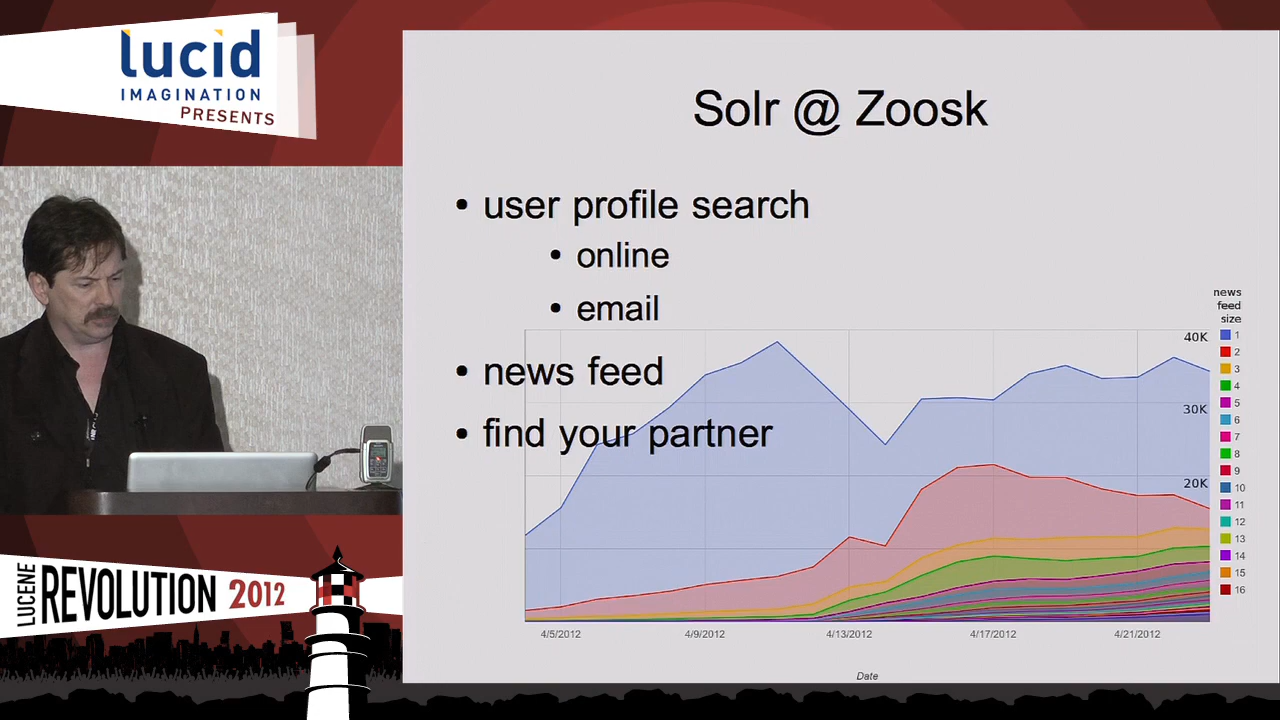 lucid
IMAGINATION
PRESENTS
Solr @ Zoosk
• user profile search
• online
• email
• news feed
• find your partner
news
feed
size
40K
30K
20K
1
2
3
4
5
6
7
8
9
10
11
12
13
14
15
16
4/5/2012
4/9/2012
4/13/2012
4/17/2012
4/21/2012
Date
LUCENE
REVOLUTION 2012